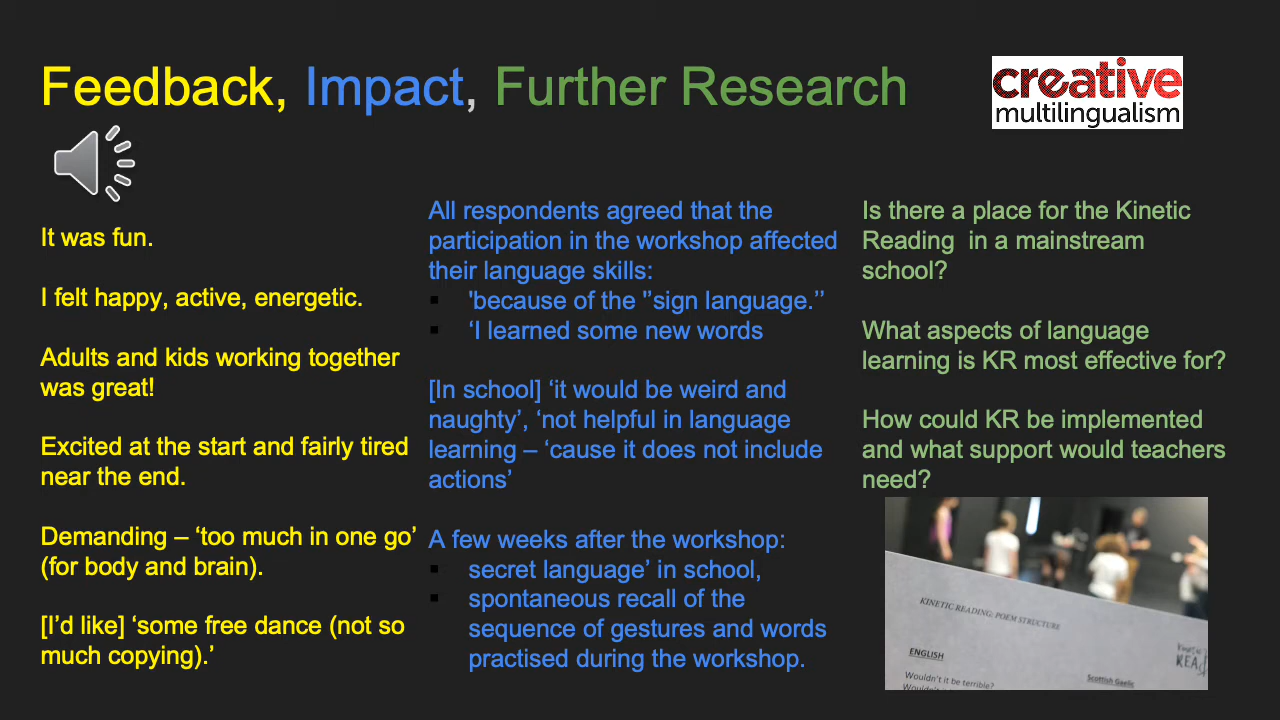 Feedback, Impact, Further Research
creative
multilingualism
It was fun.
I felt happy, active, energetic.
Adults and kids working together
was great!
Excited at the start and fairly tired
near the end.
Demanding – ‘too much in one go’
(for body and brain).
[I’d like] ‘some free dance (not so
much copying).’
All respondents agreed that the
participation in the workshop affected
their language skills:
▪ 'because of the '’sign language.’’
▪ ‘I learned some new words
[In school] ‘it would be weird and
naughty’, ‘not helpful in language
learning – ‘cause it does not include
actions’
A few weeks after the workshop:
▪ secret language’ in school,
▪ spontaneous recall of the
sequence of gestures and words
practised during the workshop.
Is there a place for the Kinetic
Reading  in a mainstream
school?
What aspects of language
learning is KR most effective for?
How could KR be implemented
and what support would teachers
need?
KINETIC READING: POEM STRUCTURE
ENGLISH
Scottish Gaelic
Wouldn't it be terrible?